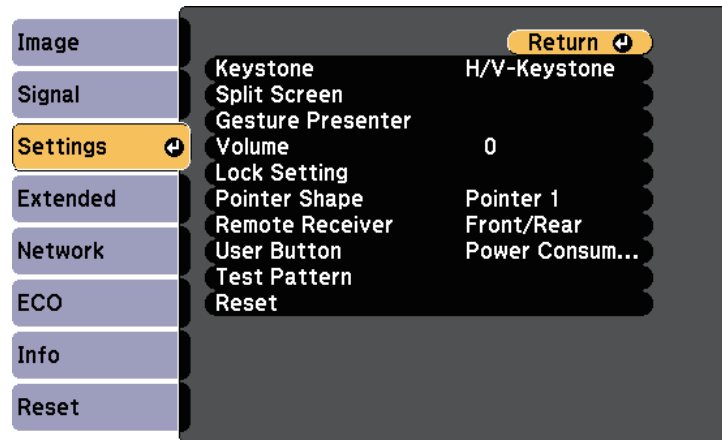 Image
Signal
Settings
Extended
Network
ECO
Info
Reset
Return
Keystone H/V-Keystone
Split Screen
Gesture Presenter
Volume 0
Lock Setting
Pointer Shape Pointer 1
Remote Receiver Front/Rear
User Button Power Consum...
Test Pattern
Reset